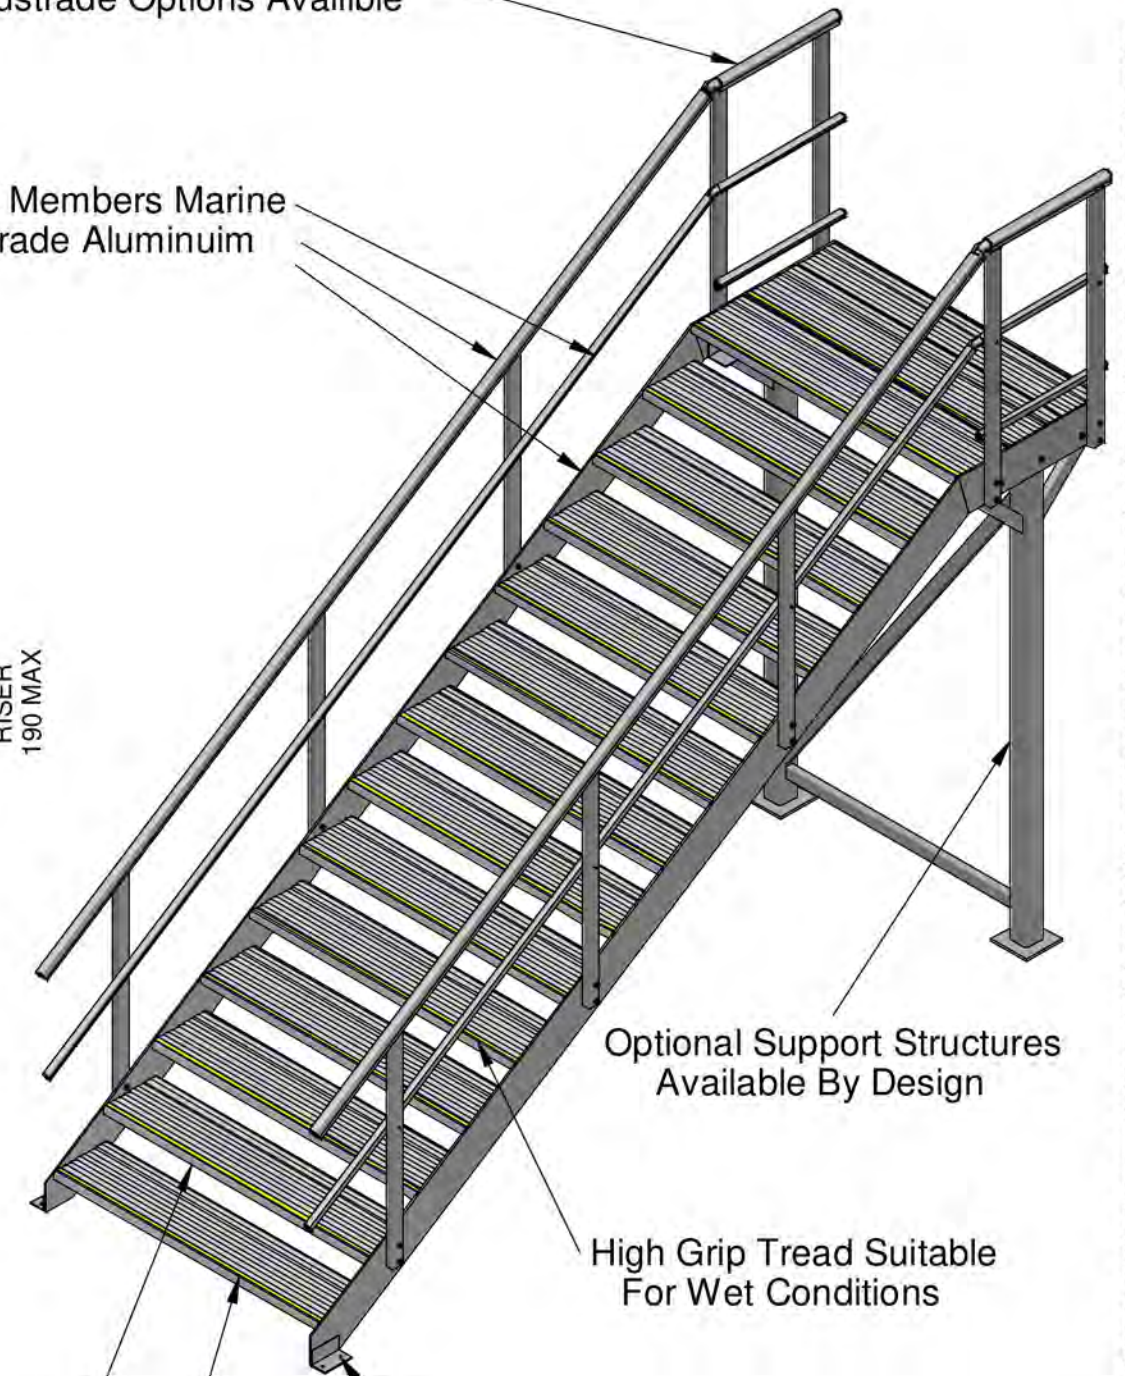 Options Availible
Members Marine
rade Aluminuim
RISER
190 MAX
Optional Support Structures
Available By Design
High Grip Tread Suitable
For Wet Conditions